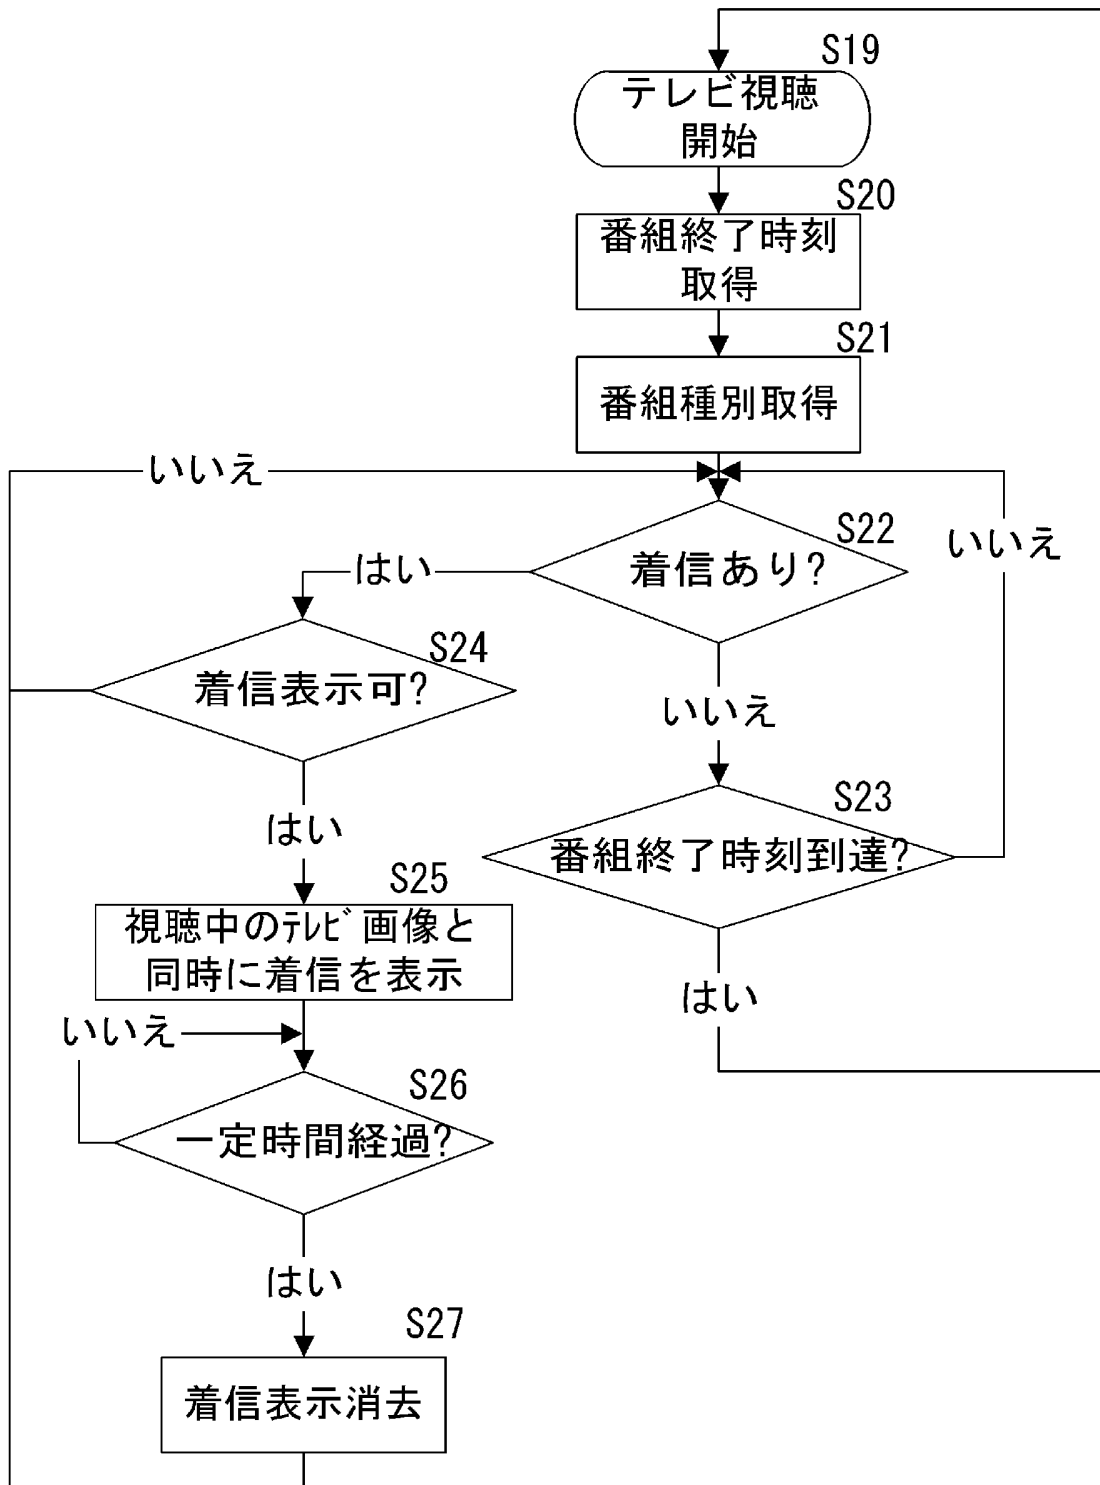 S19
テレビ視聴
開始
S20
番組終了時刻
取得
S21
番組種別取得
いいえ
S22
着信あり?
いいえ
はい
S24
着信表示可?
いいえ
S23
番組終了時刻到達?
はい
S25
視聴中のﾃﾚﾋﾞ画像と
同時に着信を表示
はい
いいえ
S26
一定時間経過?
はい
S27
着信表示消去